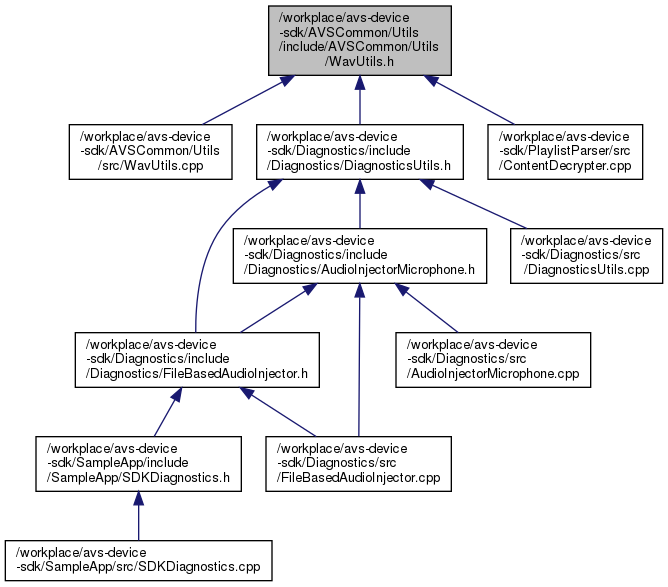 /workplace/avs-device
-sdk/AVSCommon/Utils
/include/AVSCommon/Utils
/WavUtils.h
/workplace/avs-device
-sdk/AVSCommon/Utils
/src/WavUtils.cpp
/workplace/avs-device
-sdk/Diagnostics/include
/Diagnostics/DiagnosticsUtils.h
/workplace/avs-device
-sdk/PlaylistParser/src
/ContentDecrypter.cpp
/workplace/avs-device
-sdk/Diagnostics/include
/Diagnostics/AudioInjectorMicrophone.h
/workplace/avs-device
-sdk/Diagnostics/src
/DiagnosticsUtils.cpp
/workplace/avs-device
-sdk/Diagnostics/include
/Diagnostics/FileBasedAudioInjector.h
/workplace/avs-device
-sdk/Diagnostics/src
/AudioInjectorMicrophone.cpp
/workplace/avs-device
-sdk/SampleApp/include
/SampleApp/SDKDiagnostics.h
/workplace/avs-device
-sdk/Diagnostics/src
/FileBasedAudioInjector.cpp
/workplace/avs-device
-sdk/SampleApp/src/SDKDiagnostics.cpp